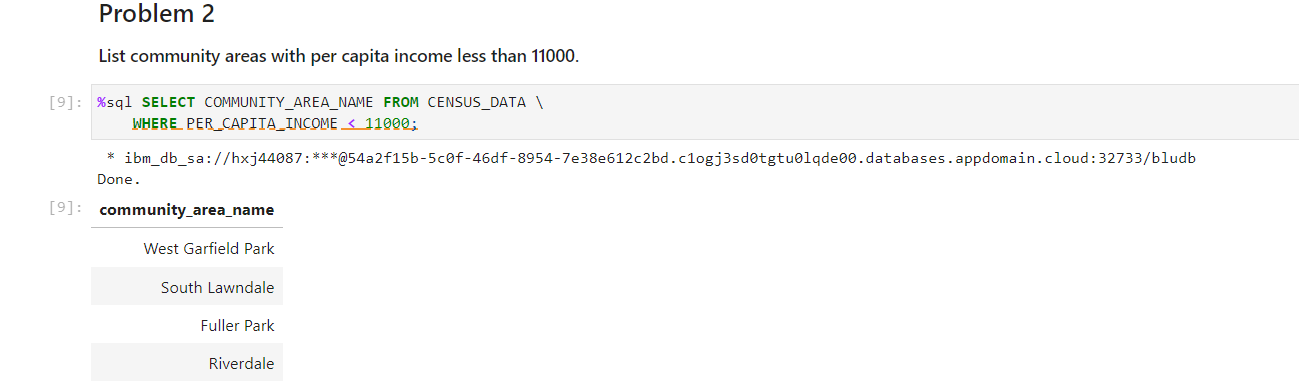 Problem 2
List community areas with per capita income less than 11000.
[9]: %sql SELECT COMMUNITY_AREA_NAME FROM CENSUS_DATA \
WHERE PER_CAPITA_INCOME < 11000;
* ibm_db_sa://hxj44087:***@54a2f15b-5c0f-46df-8954-7e38e612c2bd.c1ogj3sd0tgtu0lqde00.databases.appdomain.cloud:32733/bludb
Done.
[9]: community_area_name
West Garfield Park
South Lawndale
Fuller Park
Riverdale